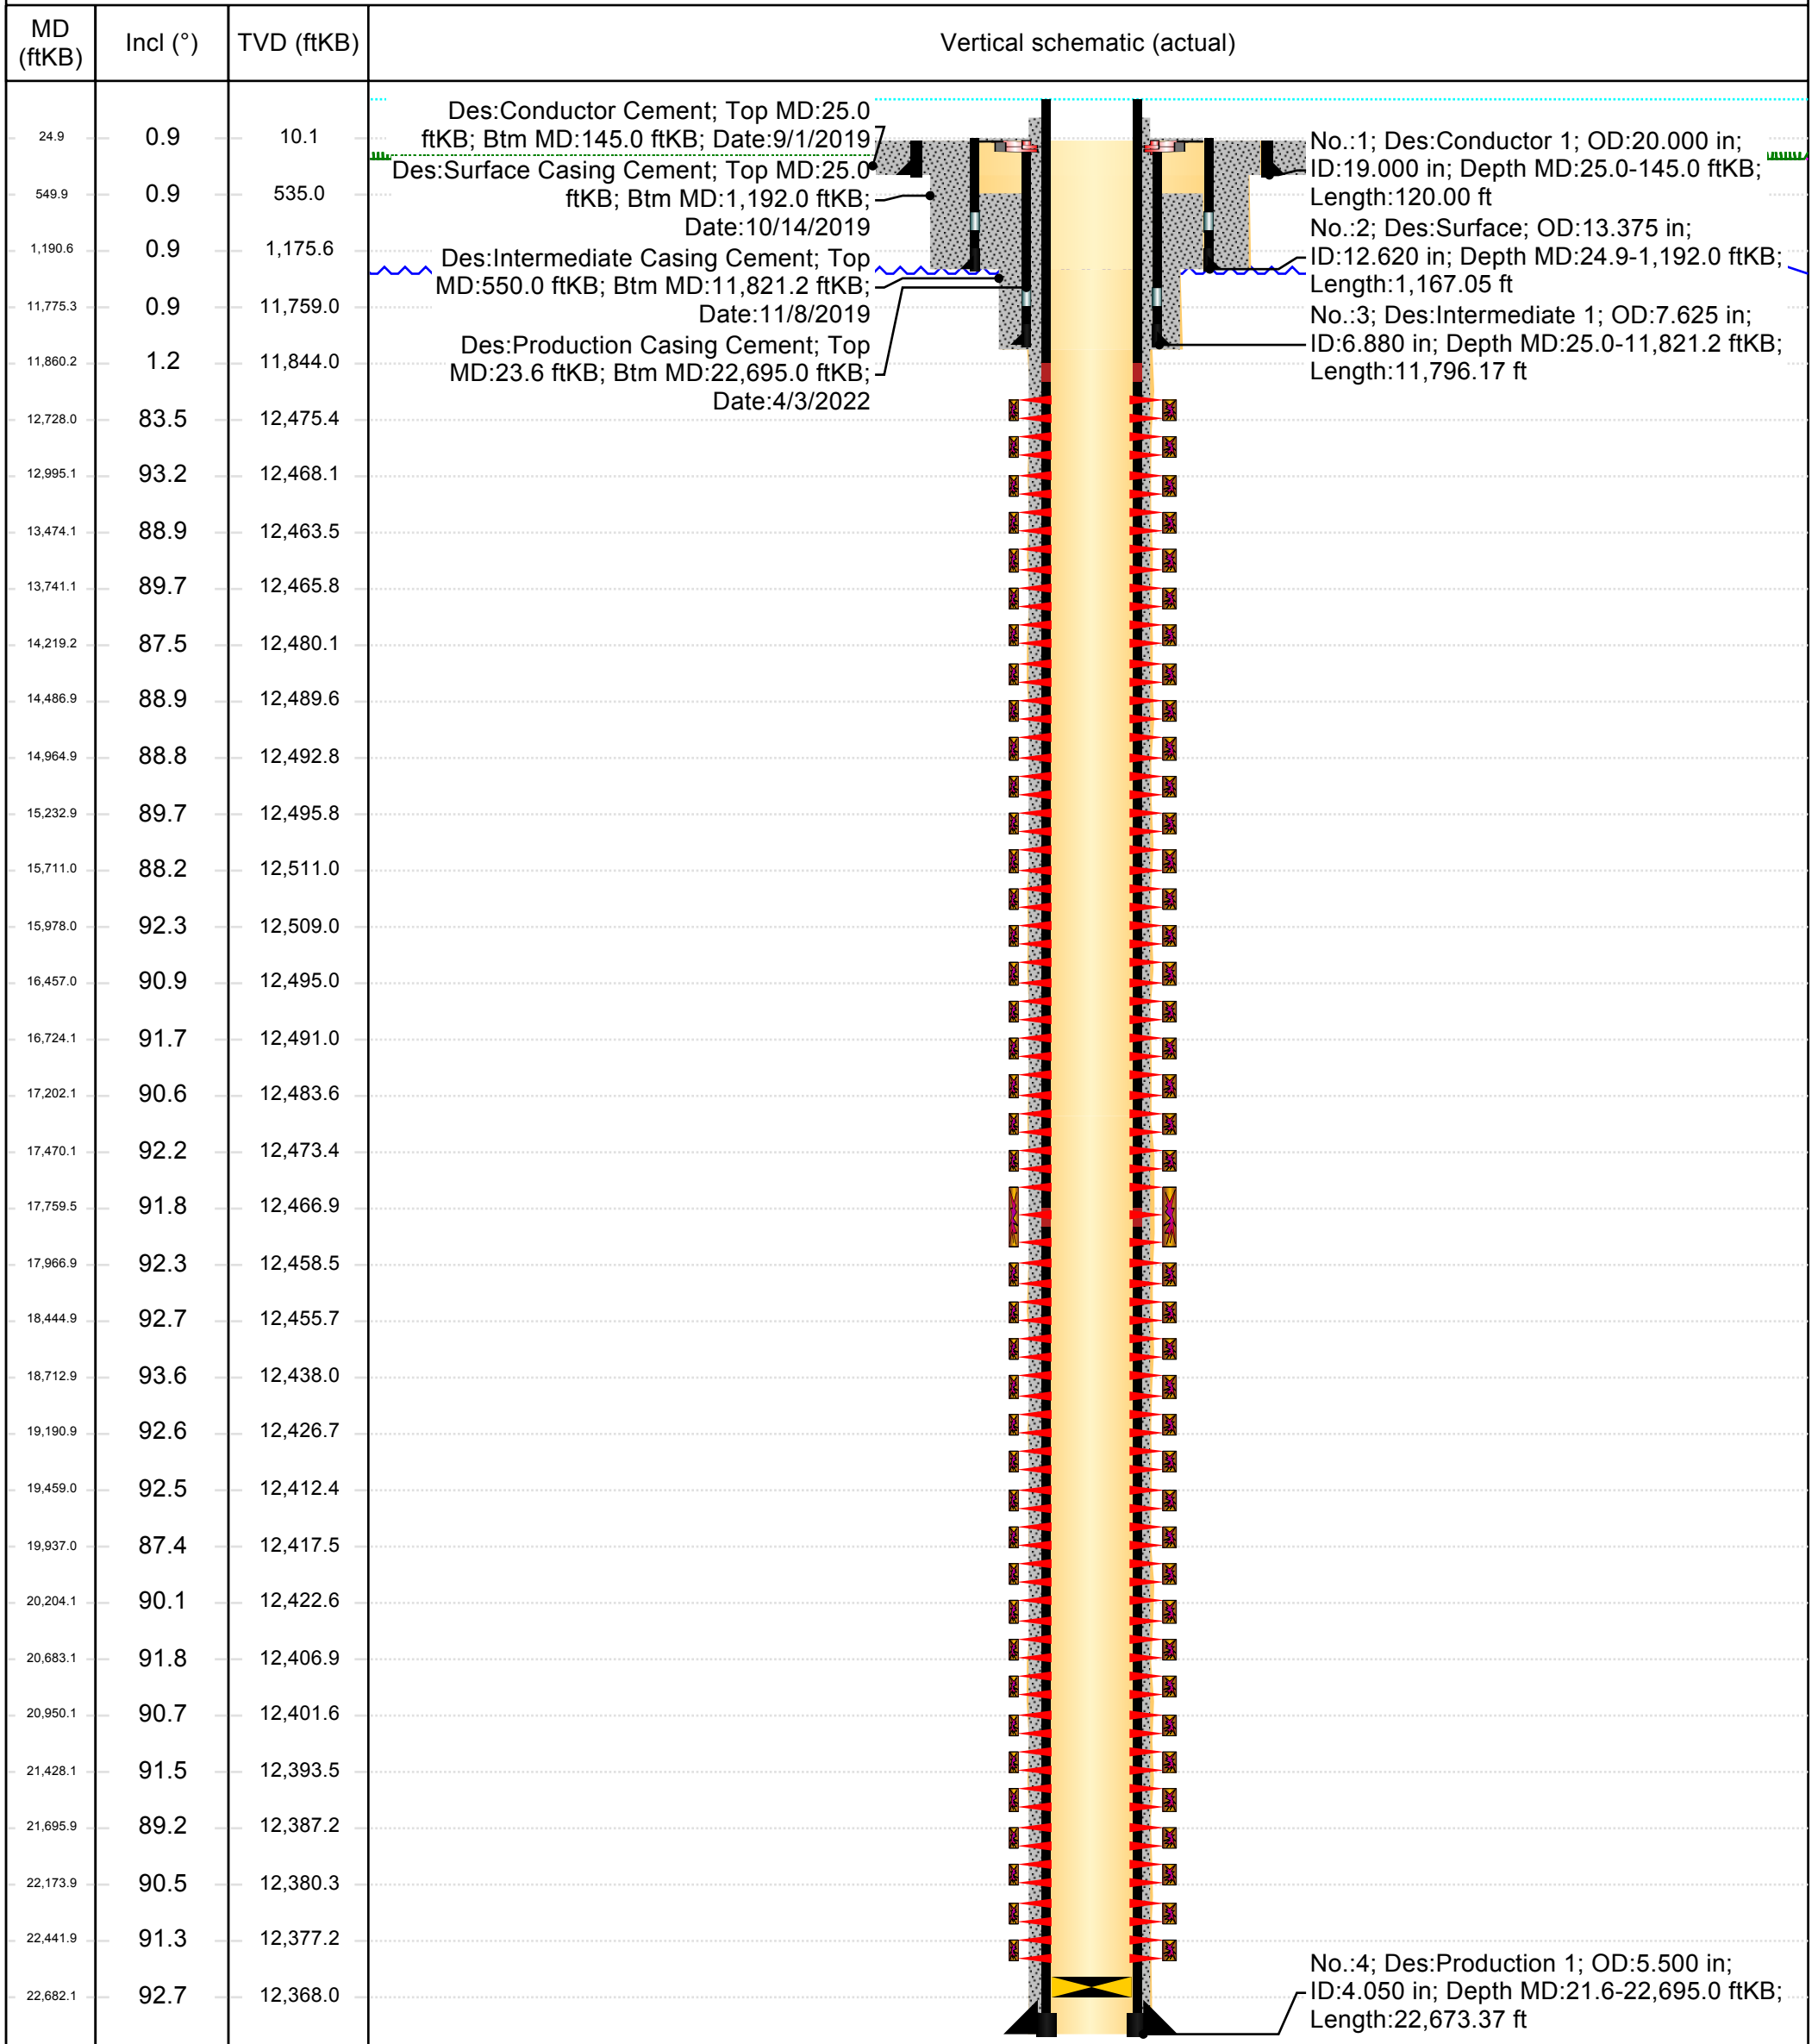 MD (ftKB)
Incl (°)
TVD (ftKB)
Vertical schematic (actual)
24.9 0.9 10.1
549.9 0.9 535.0
1,190.6 0.9 1,175.6
11,775.3 0.9 11,759.0
11,860.2 1.2 11,844.0
12,728.0 83.5 12,475.4
12,995.1 93.2 12,468.1
13,474.1 88.9 12,463.5
13,741.1 89.7 12,465.8
14,219.2 87.5 12,480.1
14,486.9 88.9 12,489.6
14,964.9 88.8 12,492.8
15,232.9 89.7 12,495.8
15,711.0 88.2 12,511.0
15,978.0 92.3 12,509.0
16,457.0 90.9 12,495.0
16,724.1 91.7 12,491.0
17,202.1 90.6 12,483.6
17,470.1 92.2 12,473.4
17,759.5 91.8 12,466.9
17,966.9 92.3 12,458.5
18,444.9 92.7 12,455.7
18,712.9 93.6 12,438.0
19,190.9 92.6 12,426.7
19,459.0 92.5 12,412.4
19,937.0 87.4 12,417.5
20,204.1 90.1 12,422.6
20,683.1 91.8 12,406.9
20,950.1 90.7 12,401.6
21,428.1 91.5 12,393.5
21,695.9 89.2 12,387.2
22,173.9 90.5 12,380.3
22,441.9 91.3 12,377.2
22,682.1 92.7 12,368.0
Des:Conductor Cement; Top MD:25.0
ftKB; Btm MD:145.0 ftKB; Date:9/1/2019
Des:Surface Casing Cement; Top MD:25.0
ftKB; Btm MD:1,192.0 ftKB;
Date:10/14/2019
Des:Intermediate Casing Cement; Top
MD:550.0 ftKB; Btm MD:11,821.2 ftKB;
Date:11/8/2019
Des:Production Casing Cement; Top
MD:23.6 ftKB; Btm MD:22,695.0 ftKB;
Date:4/3/2022
No.:1; Des:Conductor 1; OD:20.000 in;
ID:19.000 in; Depth MD:25.0-145.0 ftKB;
Length:120.00 ft
No.:2; Des:Surface; OD:13.375 in;
ID:12.620 in; Depth MD:24.9-1,192.0 ftKB;
Length:1,167.05 ft
No.:3; Des:Intermediate 1; OD:7.625 in;
ID:6.880 in; Depth MD:25.0-11,821.2 ftKB;
Length:11,796.17 ft
No.:4; Des:Production 1; OD:5.500 in;
ID:4.050 in; Depth MD:21.6-22,695.0 ftKB;
Length:22,673.37 ft